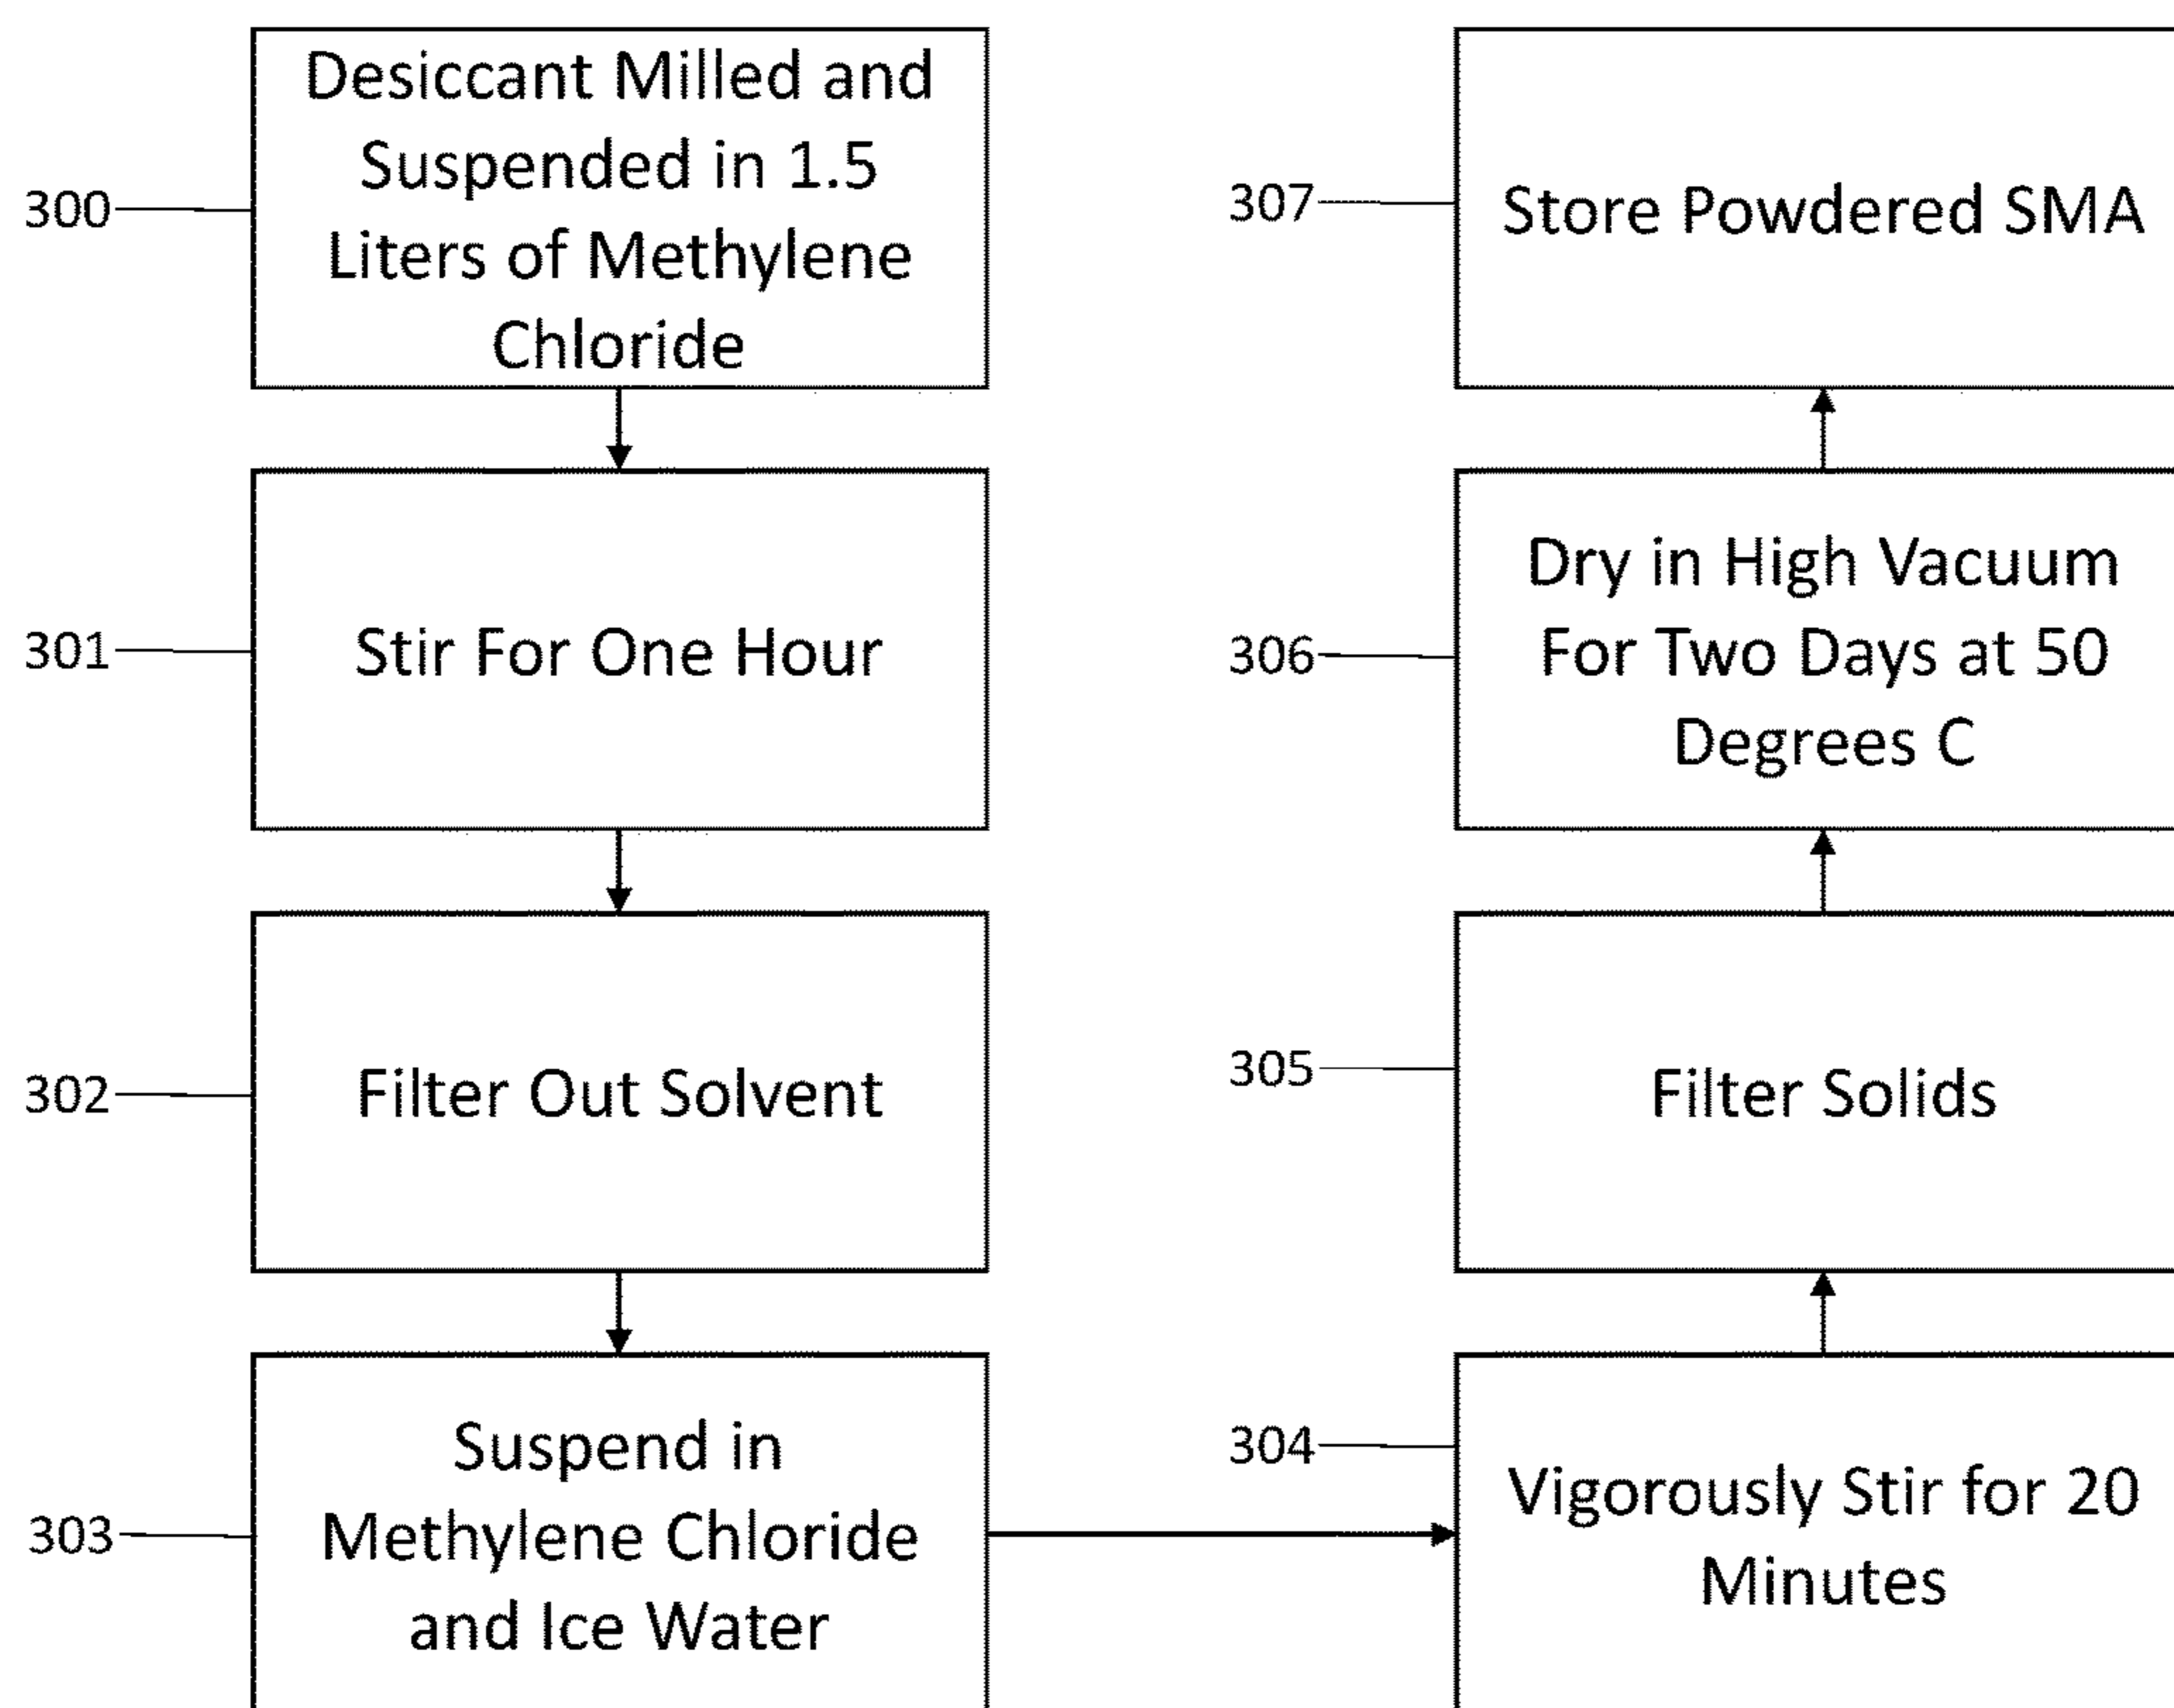 300
Desiccant Milled and
Suspended in 1.5
Liters of Methylene
Chloride
301
Stir For One Hour
302
Filter Out Solvent
303
Suspend in
Methylene Chloride
and Ice Water
304
Vigorously Stir for 20
Minutes
305
Filter Solids
306
Dry in High Vacuum
For Two Days at 50
Degrees C
307
Store Powdered SMA